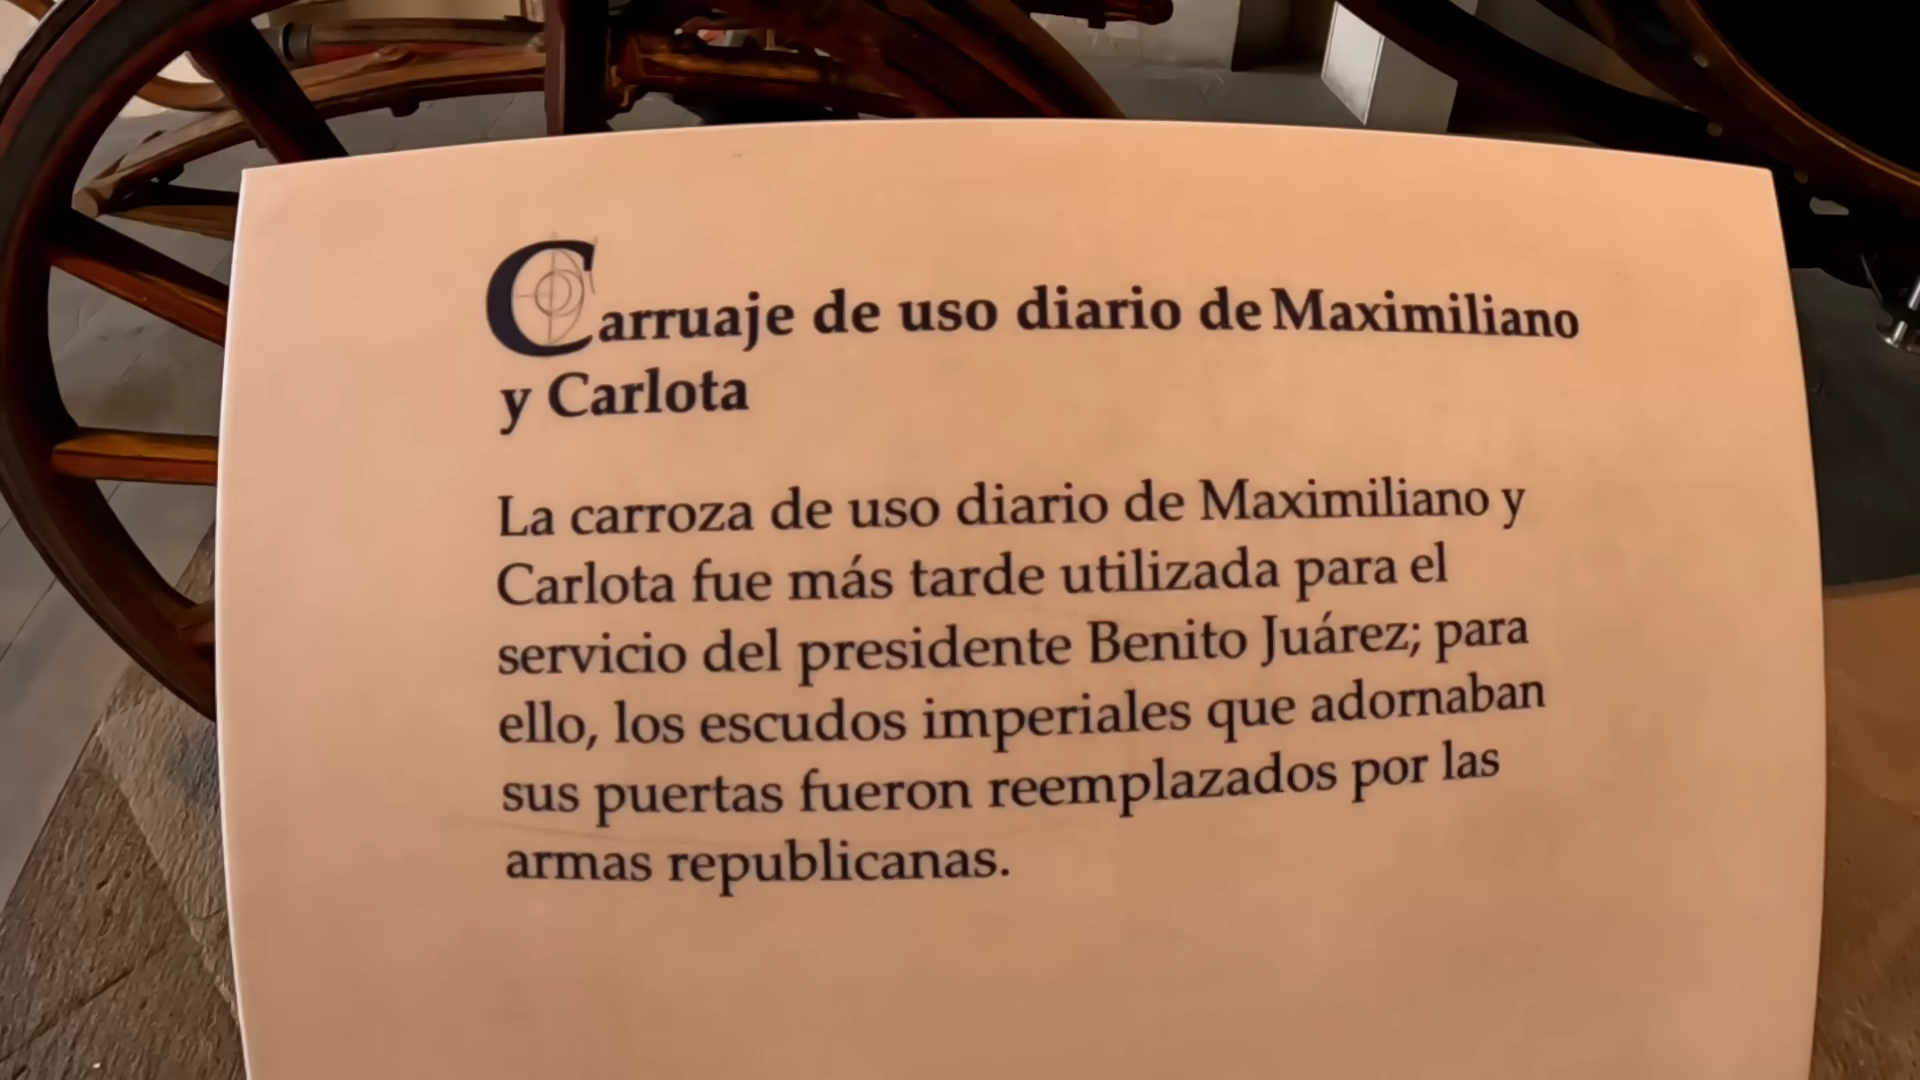 Carruaje de uso diario de Maximiliano
y Carlota
La carroza de uso diario de Maximiliano y
Carlota fue más tarde utilizada para el
servicio del presidente Benito Juárez; para
ello, los escudos imperiales que adornaban
sus puertas fueron reemplazados por las
armas republicanas.